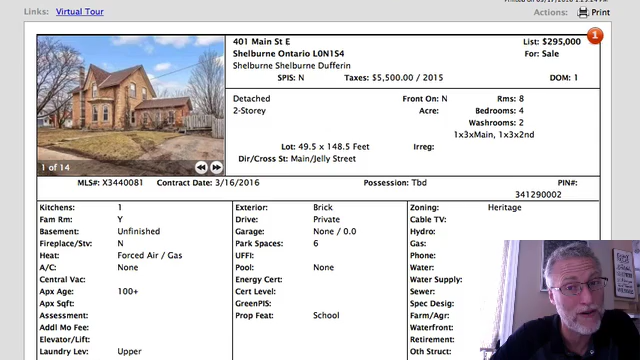 Links: Virtual Tour
Actions: Print
1
401 Main St E
List: $295,000
Shelburne Ontario L0N1S4
For: Sale
Shelburne Shelburne Dufferin
SPIS: N
Taxes: $5,500.00 / 2015
DOM: 1
Detached
Front On: N
Rms: 8
2-Storey
Acre:
Bedrooms: 4
Washrooms: 2
1x3xMain, 1x3x2nd
Lot: 49.5 x 148.5 Feet
Irreg:
Dir/Cross St: Main/Jelly Street
1 of 14
MLS#: X3440081
Contract Date: 3/16/2016
Possession: Tbd
PIN#:
341290002
Kitchens: 1
Exterior: Brick
Zoning: Heritage
Fam Rm: Y
Drive: Private
Cable TV:
Basement: Unfinished
Garage: None / 0.0
Hydro:
Fireplace/Stv: N
Park Spaces: 6
Gas:
Heat: Forced Air / Gas
UFFI:
Phone:
A/C: None
Pool: None
Water:
Central Vac:
Energy Cert:
Water Supply:
Apx Age: 100+
Cert Level:
Sewer:
Apx Sqft:
GreenPIS:
Spec Desig:
Assessment:
Prop Feat: School
Farm/Agr:
Addl Mo Fee:
Waterfront:
Elevator/Lift:
Retirement:
Laundry Lev: Upper
Oth Struct: